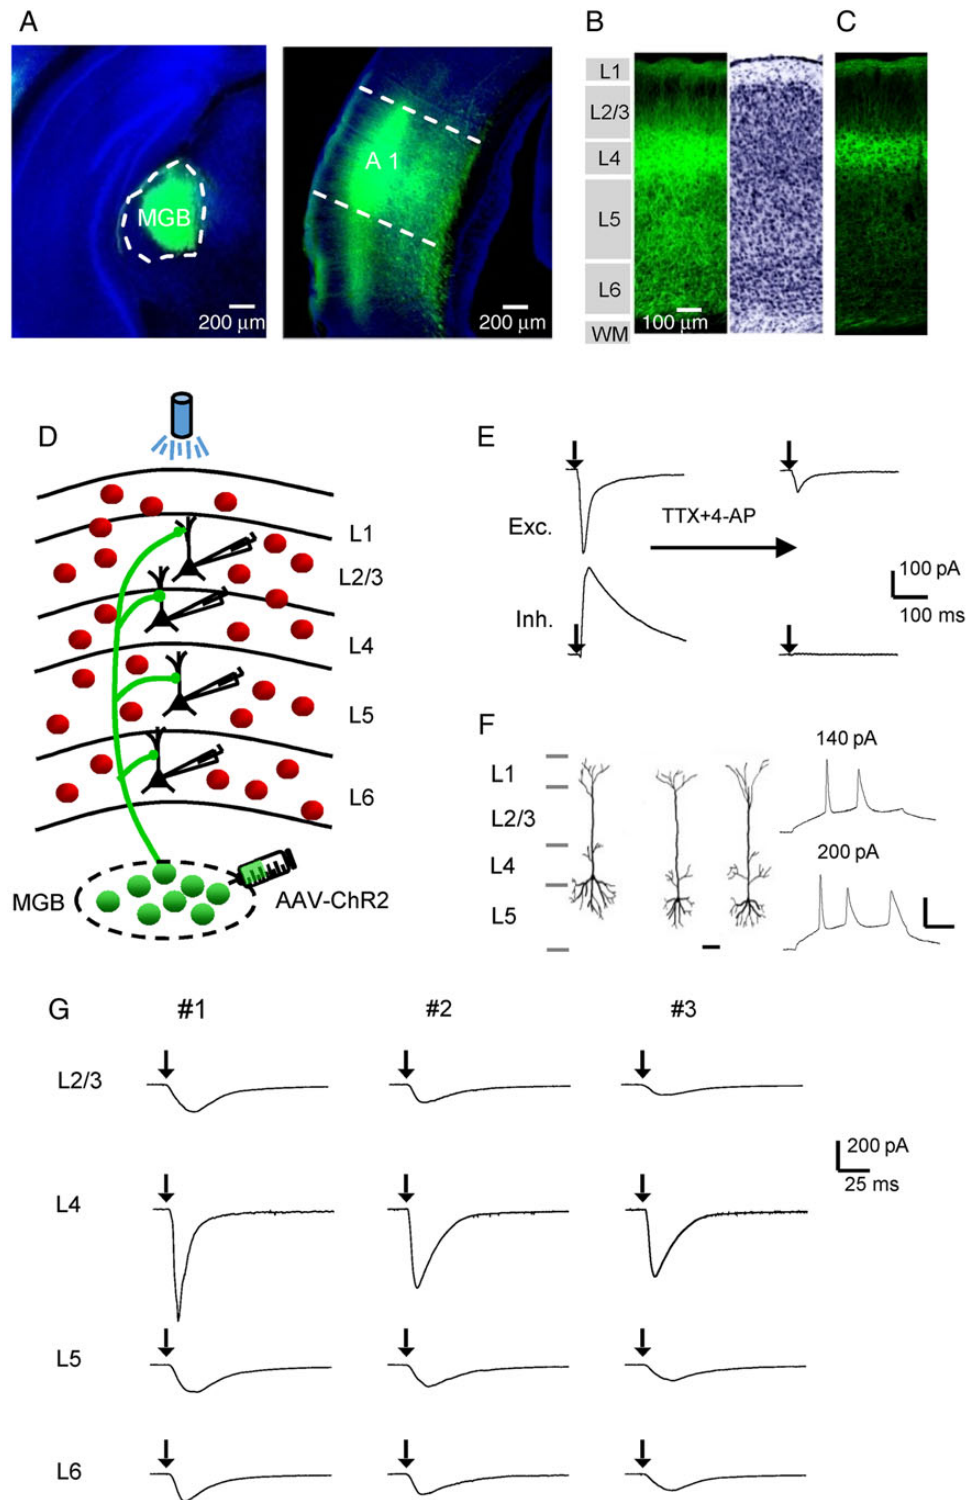 A
MGB
200 µm
A 1
200 µm
B
C
L1
L2/3
L4
L5
L6
WM
100 µm
D
L1
L2/3
L4
L5
L6
MGB
AAV-ChR2
E
Exc.
TTX+4-AP
Inh.
100 pA
100 ms
F
L1
L2/3
L4
L5
140 pA
200 pA
G
#1
#2
#3
L2/3
L4
200 pA
25 ms
L5
L6